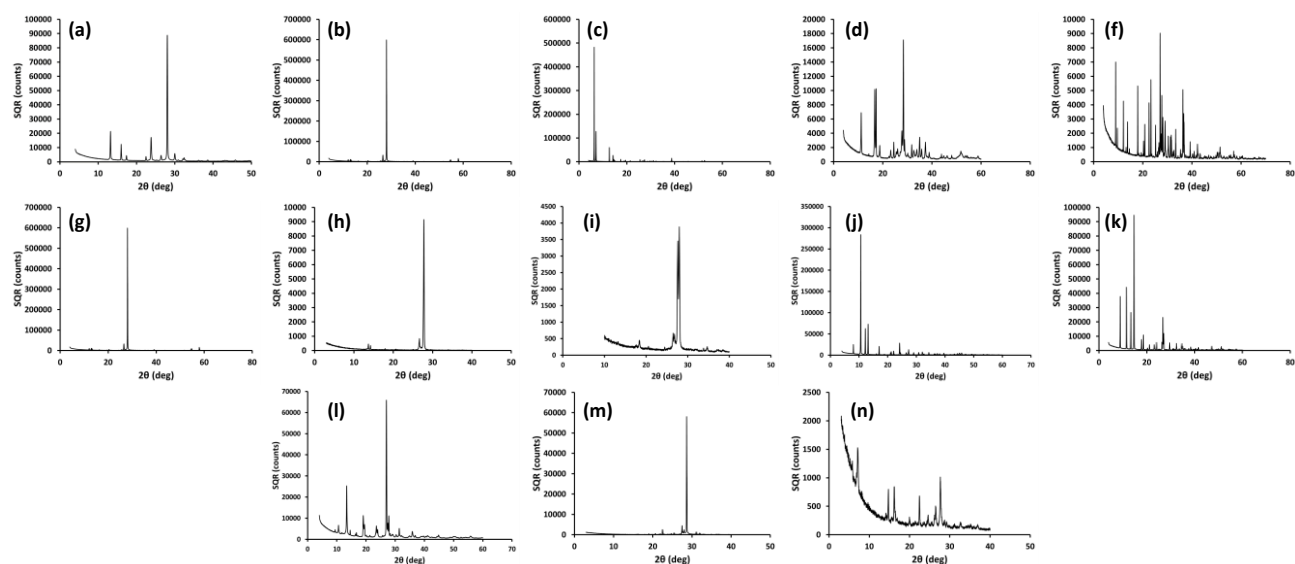 (a)
SQR (counts)
100000
90000
80000
70000
60000
50000
40000
30000
20000
10000
0
0 10 20 30 40 50
2θ (deg)
(b)
SQR (counts)
700000
600000
500000
400000
300000
200000
100000
0
0 20 40 60 80
2θ (deg)
(c)
SQR (counts)
600000
500000
400000
300000
200000
100000
0
0 20 40 60 80
2θ (deg)
(d)
SQR (counts)
20000
18000
16000
14000
12000
10000
8000
6000
4000
2000
0
0 20 40 60 80
2θ (deg)
(f)
SQR (counts)
10000
9000
8000
7000
6000
5000
4000
3000
2000
1000
0
0 20 40 60 80
2θ (deg)
(g)
SQR (counts)
700000
600000
500000
400000
300000
200000
100000
0
0 20 40 60 80
2θ (deg)
(h)
SQR (counts)
10000
9000
8000
7000
6000
5000
4000
3000
2000
1000
0
0 10 20 30 40 50
2θ (deg)
(i)
SQR (counts)
4500
4000
3500
3000
2500
2000
1500
1000
500
0
0 10 20 30 40 50
2θ (deg)
(j)
SQR (counts)
350000
300000
250000
200000
150000
100000
50000
0
0 10 20 30 40 50 60 70
2θ (deg)
(k)
SQR (counts)
100000
90000
80000
70000
60000
50000
40000
30000
20000
10000
0
0 20 40 60 80
2θ (deg)
(l)
SQR (counts)
70000
60000
50000
40000
30000
20000
10000
0
0 10 20 30 40 50 60 70
2θ (deg)
(m)
SQR (counts)
70000
60000
50000
40000
30000
20000
10000
0
0 10 20 30 40 50
2θ (deg)
(n)
SQR (counts)
2500
2000
1500
1000
500
0
0 10 20 30 40 50
2θ (deg)